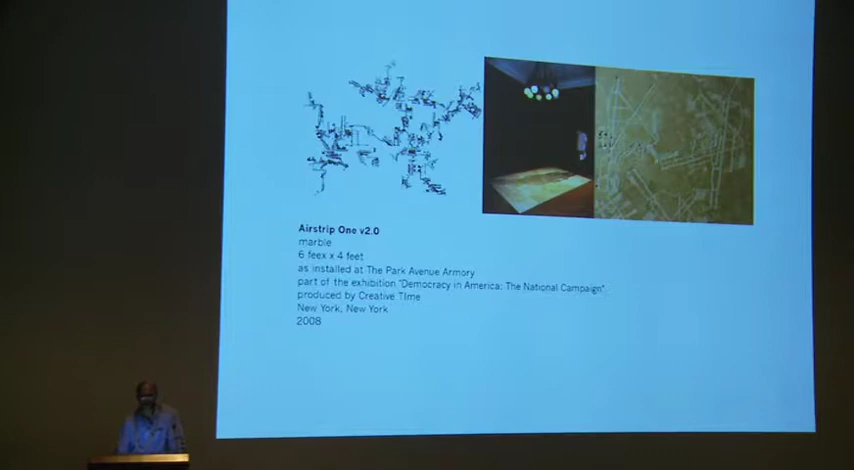 Airstrip One v2.0
marble
6 feex x 4 feet
as installed at The Park Avenue Armory
part of the exhibition "Democracy in America: The National Campaign",
produced by Creative TIme
New York, New York
2008